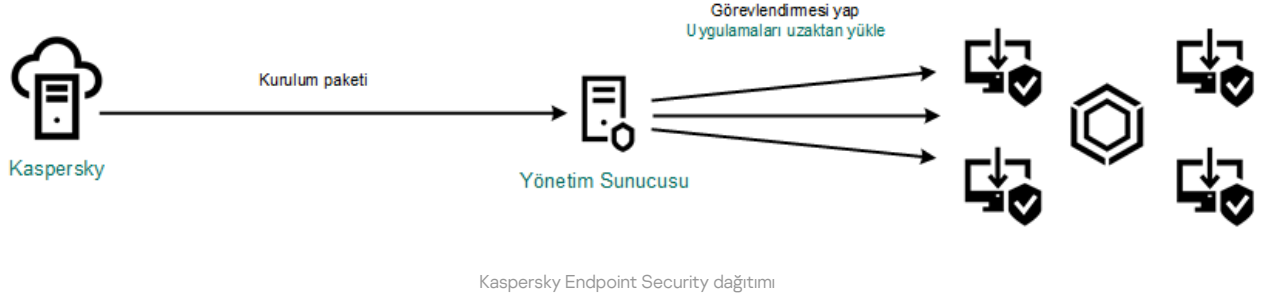 Görevlendirmesi yap
Uygulamaları uzaktan yükle
Kurulum paketi
Kaspersky
Yönetim Sunucusu
Kaspersky Endpoint Security dağıtımı